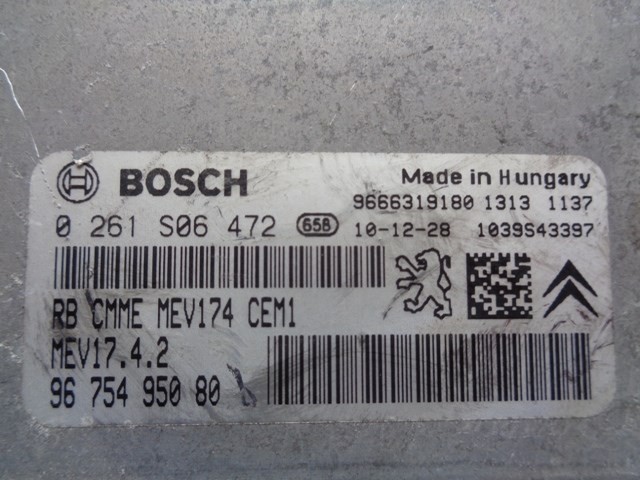 BOSCH
Made in Hungary
9666319180 1313 1137
0 261 S06 472 658 10-12-28 1039S43397
RB CMME MEV174 CEM1
MEV17.4.2
96 754 950 80